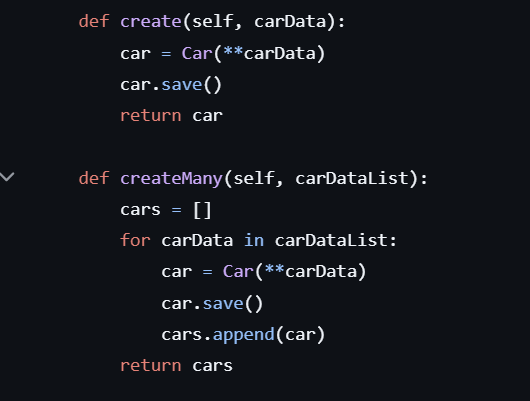 def create(self, carData):
    car = Car(**carData)
    car.save()
    return car

def createMany(self, carDataList):
    cars = []
    for carData in carDataList:
        car = Car(**carData)
        car.save()
        cars.append(car)
    return cars